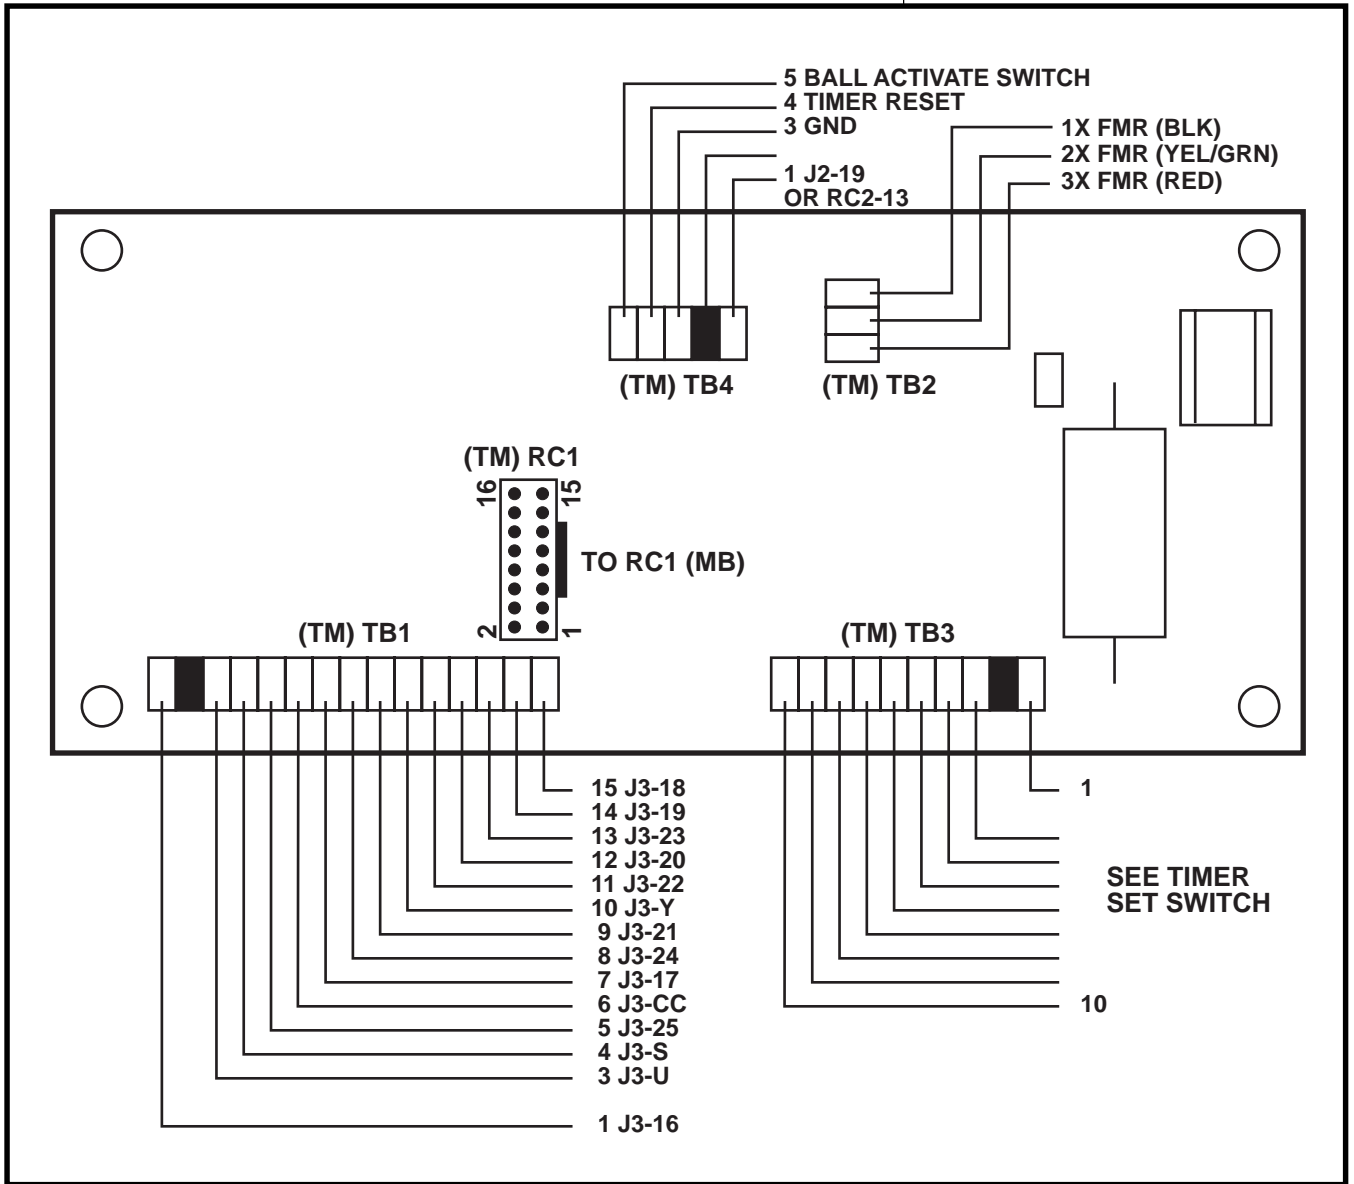 5 BALL ACTIVATE SWITCH
4 TIMER RESET
3 GND
1 J2-19
OR RC2-13
1X FMR (BLK)
2X FMR (YEL/GRN)
3X FMR (RED)
(TM) TB4
(TM) TB2
(TM) RC1
16
15
TO RC1 (MB)
2
1
(TM) TB1
(TM) TB3
15 J3-18
14 J3-19
13 J3-23
12 J3-20
11 J3-22
10 J3-Y
9 J3-21
8 J3-24
7 J3-17
6 J3-CC
5 J3-25
4 J3-S
3 J3-U
1 J3-16
1
SEE TIMER
SET SWITCH
10